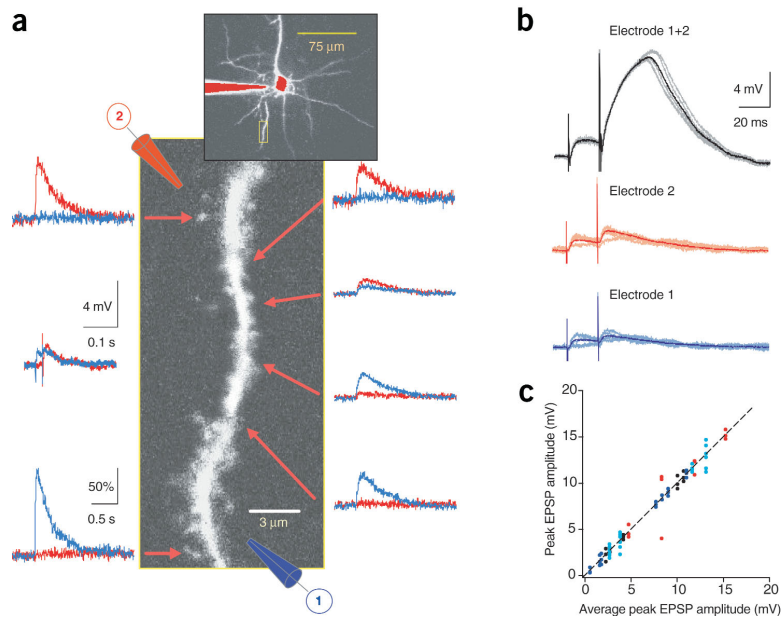 a
75 μm
2
4 mV
0.1 s
50%
0.5 s
3 μm
1
b
Electrode 1+2
4 mV
20 ms
Electrode 2
Electrode 1
c
Peak EPSP amplitude (mV)
20
15
10
5
0
0 5 10 15 20
Average peak EPSP amplitude (mV)